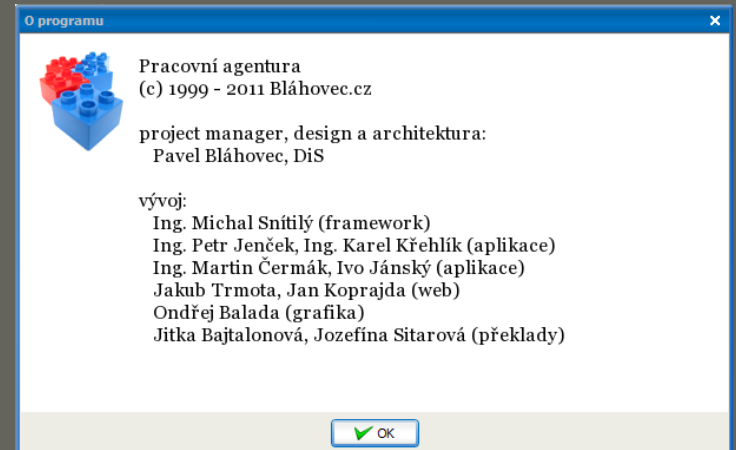 O programu
Pracovní agentura
(c) 1999 - 2011 Bláhovec.cz
project manager, design a architektura:
Pavel Bláhovec, DiS
vývoj:
Ing. Michal Snítilý (framework)
Ing. Petr Jenček, Ing. Karel Křehlík (aplikace)
Ing. Martin Čermák, Ivo Jánský (aplikace)
Jakub Trmota, Jan Koprajda (web)
Ondřej Balada (grafika)
Jitka Bajtalonová, Jozefína Sitarová (překlady)
OK